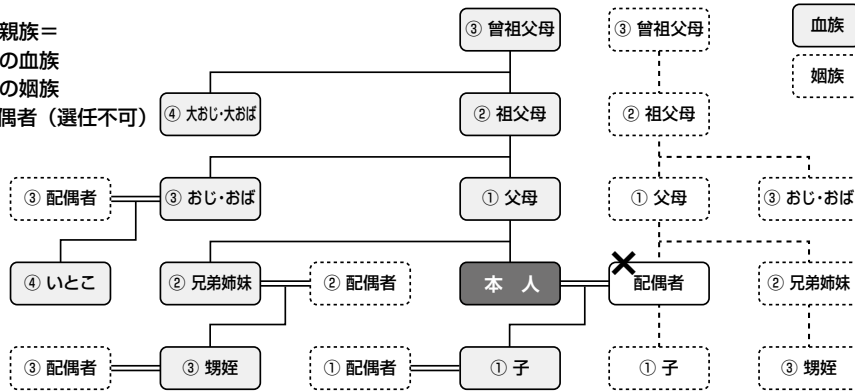 親族＝
の血族
の姻族
偶者（選任不可）
③ 曾祖父母
③ 曾祖父母
血族
姻族
④ 大おじ・大おば
② 祖父母
② 祖父母
③ 配偶者
③ おじ・おば
① 父母
① 父母
③ おじ・おば
④ いとこ
② 兄弟姉妹
② 配偶者
本 人
配偶者
② 兄弟姉妹
③ 配偶者
③ 甥姪
① 配偶者
① 子
① 子
③ 甥姪